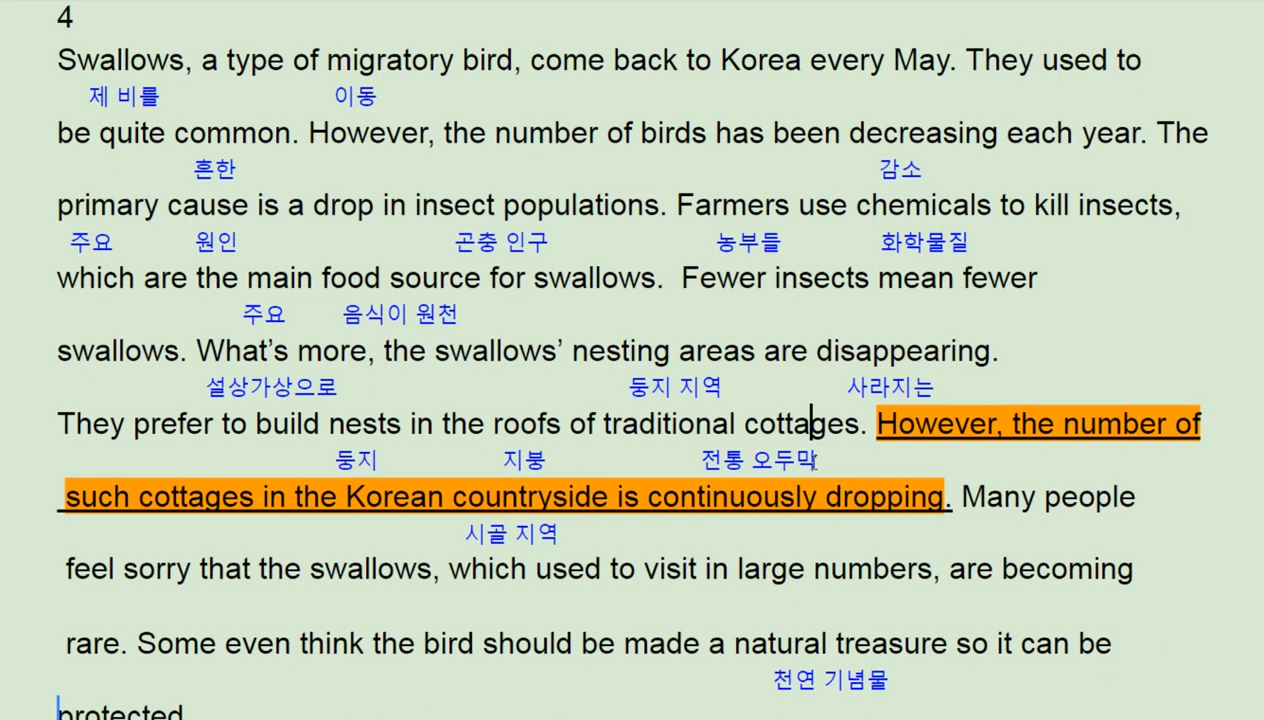 4
Swallows, a type of migratory bird, come back to Korea every May. They used to
제 비를 이동
be quite common. However, the number of birds has been decreasing each year. The
흔한 감소
primary cause is a drop in insect populations. Farmers use chemicals to kill insects,
주요 원인 곤충 인구 농부들 화학물질
which are the main food source for swallows. Fewer insects mean fewer
주요 음식이 원천
swallows. What’s more, the swallows’ nesting areas are disappearing.
설상가상으로 둥지 지역 사라지는
They prefer to build nests in the roofs of traditional cottages. However, the number of
둥지 지붕 전통 오두막
such cottages in the Korean countryside is continuously dropping. Many people
시골 지역
feel sorry that the swallows, which used to visit in large numbers, are becoming
rare. Some even think the bird should be made a natural treasure so it can be
천연 기념물
protected